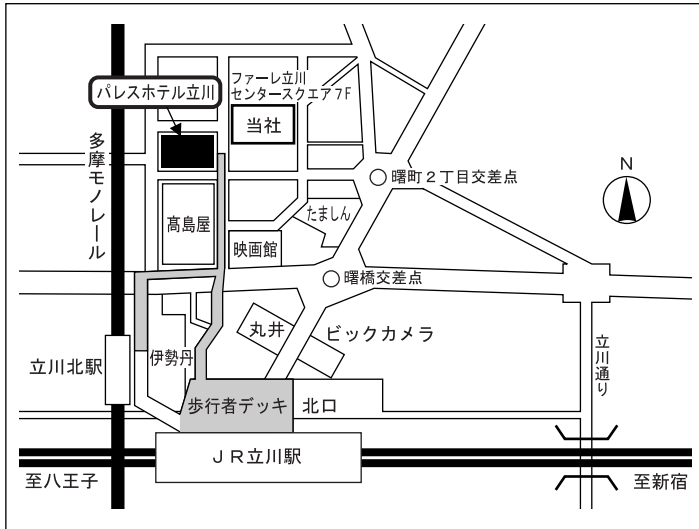 ファーレ立川
センタースクエア7F
パレスホテル立川
当社
多摩モノレール
N
曙町2丁目交差点
髙島屋
たましん
映画館
曙橋交差点
丸井
ビックカメラ
伊勢丹
立川北駅
立川通り
歩行者デッキ
北口
JR立川駅
至八王子
至新宿